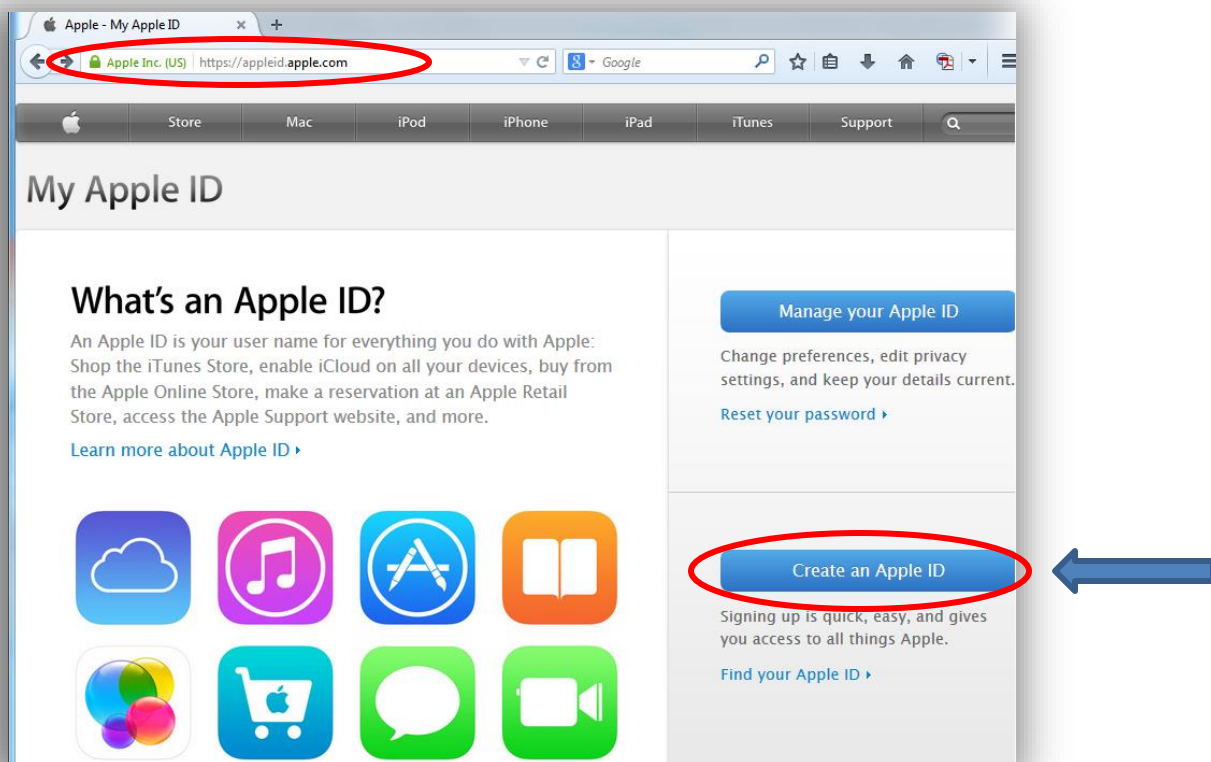 Apple - My Apple ID
Apple Inc. (US) https://appleid.apple.com
Google
Store Mac iPod iPhone iPad iTunes Support
My Apple ID
What's an Apple ID?
An Apple ID is your user name for everything you do with Apple:
Shop the iTunes Store, enable iCloud on all your devices, buy from
the Apple Online Store, make a reservation at an Apple Retail
Store, access the Apple Support website, and more.
Learn more about Apple ID
Manage your Apple ID
Change preferences, edit privacy
settings, and keep your details current.
Reset your password
Create an Apple ID
Signing up is quick, easy, and gives
you access to all things Apple.
Find your Apple ID